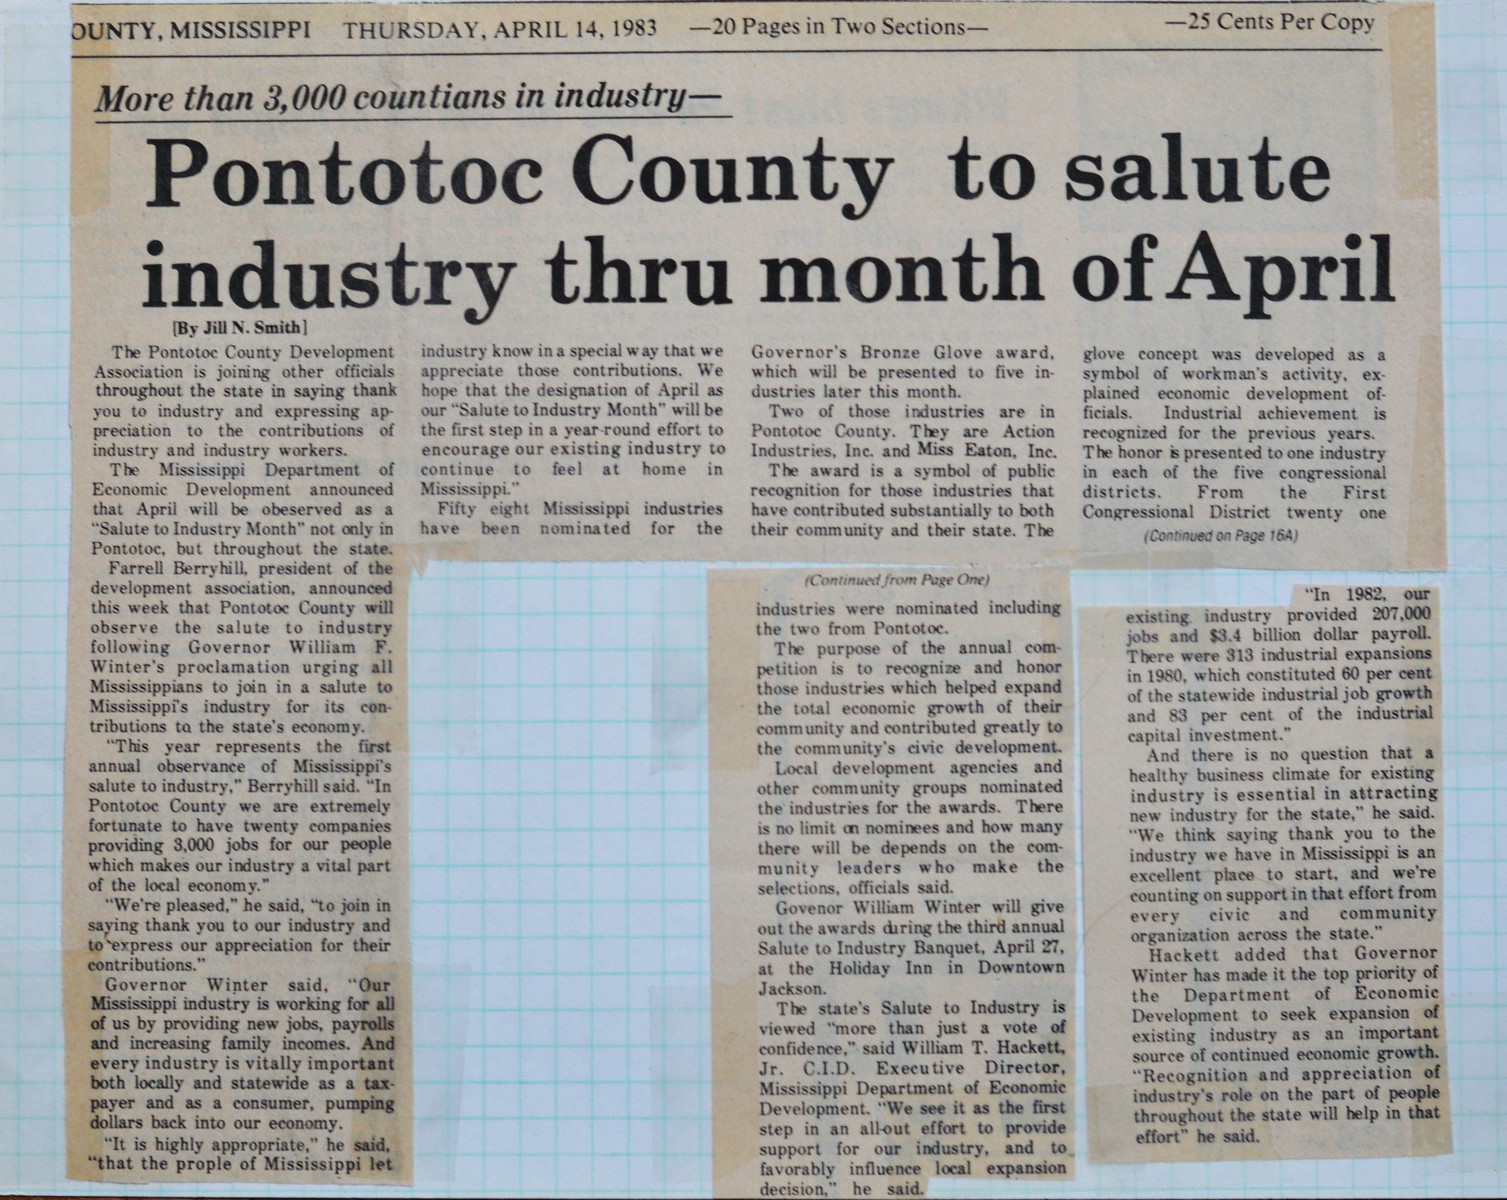 OUNTY, MISSISSIPPI THURSDAY, APRIL 14, 1983 —20 Pages in Two Sections— —25 Cents Per Copy
More than 3,000 countians in industry—
Pontotoc County to salute
industry thru month of April
[By Jill N. Smith]
The Pontotoc County Development
Association is joining other officials
throughout the state in saying thank
you to industry and expressing ap-
preciation to the contributions of
industry and industry workers.
The Mississippi Department of
Economic Development announced
that April will be obeserved as a
"Salute to Industry Month" not only in
Pontotoc, but throughout the state.
Farrell Berryhill, president of the
development association, announced
this week that Pontotoc County will
observe the salute to industry
following Governor William F.
Winter's proclamation urging all
Mississippians to join in a salute to
Mississippi's industry for its con-
tributions to the state's economy.
"This year represents the first
annual observance of Mississippi's
salute to industry," Berryhill said. "In
Pontotoc County we are extremely
fortunate to have twenty companies
providing 3,000 jobs for our people
which makes our industry a vital part
of the local economy."
"We're pleased," he said, "to join in
saying thank you to our industry and
to express our appreciation for their
contributions."
Governor Winter said, "Our
Mississippi industry is working for all
of us by providing new jobs, payrolls
and increasing family incomes. And
every industry is vitally important
both locally and statewide as a tax-
payer and as a consumer, pumping
dollars back into our economy.
"It is highly appropriate," he said,
"that the prople of Mississippi let
industry know in a special way that we
appreciate those contributions. We
hope that the designation of April as
our "Salute to Industry Month" will be
the first step in a year-round effort to
encourage our existing industry to
continue to feel at home in
Mississippi."
Fifty eight Mississippi industries
have been nominated for the
Governor's Bronze Glove award,
which will be presented to five in-
dustries later this month.
Two of those industries are in
Pontotoc County. They are Action
Industries, Inc. and Miss Eaton, Inc.
The award is a symbol of public
recognition for those industries that
have contributed substantially to both
their community and their state. The
glove concept was developed as a
symbol of workman's activity, ex-
plained economic development of-
ficials. Industrial achievement is
recognized for the previous years.
The honor is presented to one industry
in each of the five congressional
districts. From the First
Congressional District twenty one
(Continued on Page 16A)
(Continued from Page One)
industries were nominated including
the two from Pontotoc.
The purpose of the annual com-
petition is to recognize and honor
those industries which helped expand
the total economic growth of their
community and contributed greatly to
the community's civic development.
Local development agencies and
other community groups nominated
the industries for the awards. There
is no limit on nominees and how many
there will be depends on the com-
munity leaders who make the
selections, officials said.
Govenor William Winter will give
out the awards during the third annual
Salute to Industry Banquet, April 27,
at the Holiday Inn in Downtown
Jackson.
The state's Salute to Industry is
viewed "more than just a vote of
confidence," said William T. Hackett,
Jr. C.I.D. Executive Director,
Mississippi Department of Economic
Development. "We see it as the first
step in an all-out effort to provide
support for our industry, and to
favorably influence local expansion
decision," he said.
"In 1982, our
existing industry provided 207,000
jobs and $3.4 billion dollar payroll.
There were 313 industrial expansions
in 1980, which constituted 60 per cent
of the statewide industrial job growth
and 83 per cent of the industrial
capital investment."
And there is no question that a
healthy business climate for existing
industry is essential in attracting
new industry for the state," he said.
"We think saying thank you to the
industry we have in Mississippi is an
excellent place to start, and we're
counting on support in that effort from
every civic and community
organization across the state."
Hackett added that Governor
Winter has made it the top priority of
the Department of Economic
Development to seek expansion of
existing industry as an important
source of continued economic growth.
"Recognition and appreciation of
industry's role on the part of people
throughout the state will help in that
effort" he said.